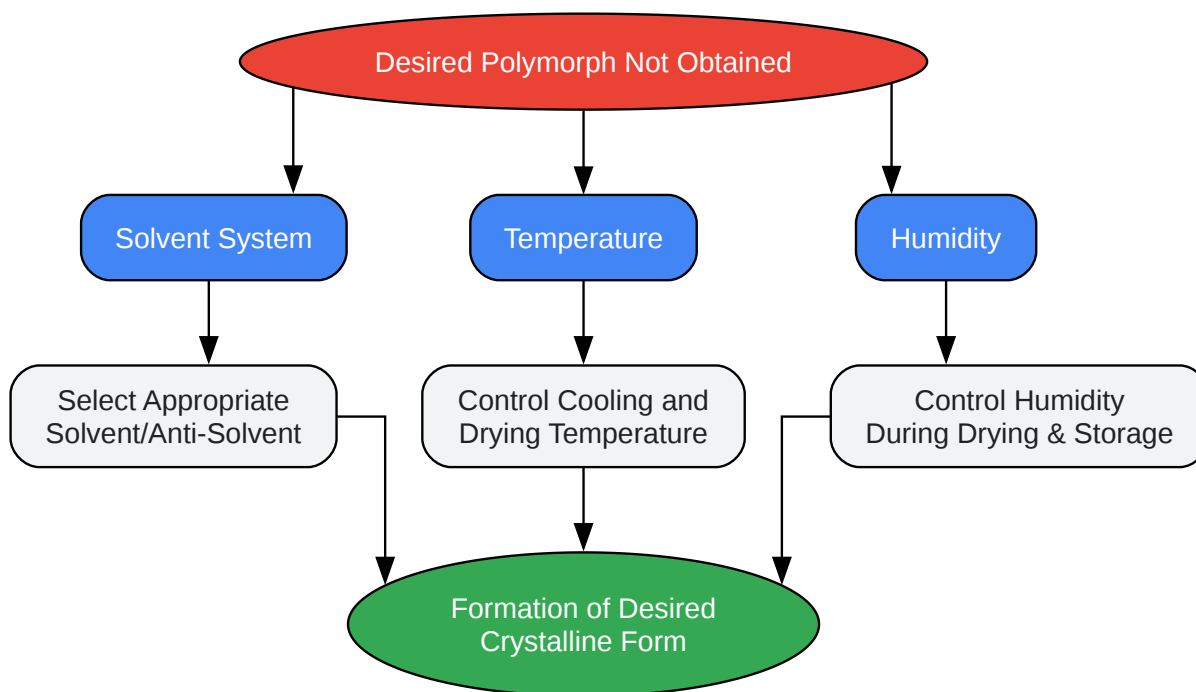 Desired Polymorph Not Obtained
Solvent System
Temperature
Humidity
Select Appropriate
Solvent/Anti-Solvent
Control Cooling and
Drying Temperature
Control Humidity
During Drying & Storage
Formation of Desired
Crystalline Form